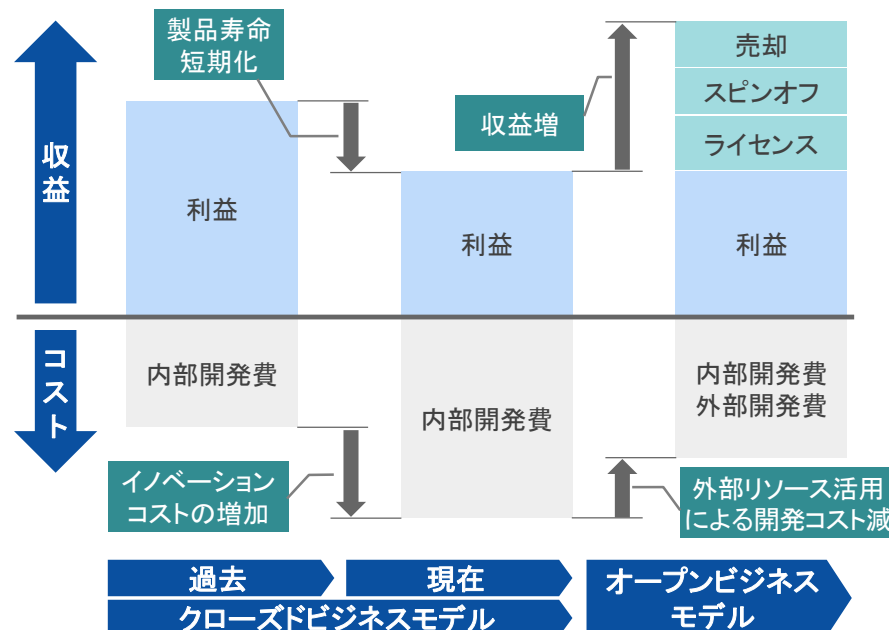 製品寿命
短期化
収益増
売却
スピンオフ
ライセンス
収益
利益
利益
利益
コスト
内部開発費
内部開発費
内部開発費
外部開発費
イノベーション
コストの増加
外部リソース活用
による開発コスト減
過去
現在
オープンビジネス
モデル
クローズドビジネスモデル